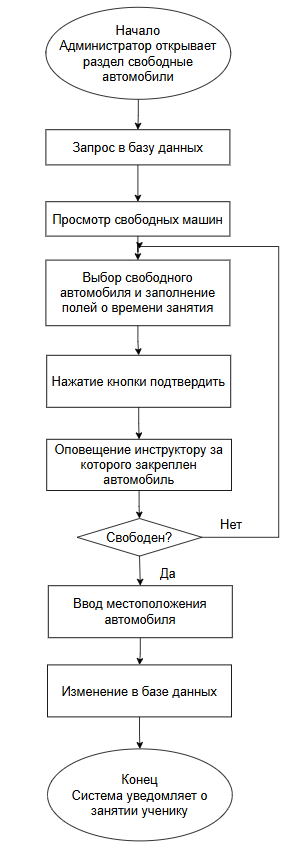 Начало
Администратор открывает
раздел свободные
автомобили
Запрос в базу данных
Просмотр свободных машин
Выбор свободного
автомобиля и заполнение
полей о времени занятия
Нажатие кнопки подтвердить
Оповещение инструктору за
которого закреплен
автомобиль
Свободен?
Нет
Да
Ввод местоположения
автомобиля
Изменение в базе данных
Конец
Система уведомляет о
занятии ученику